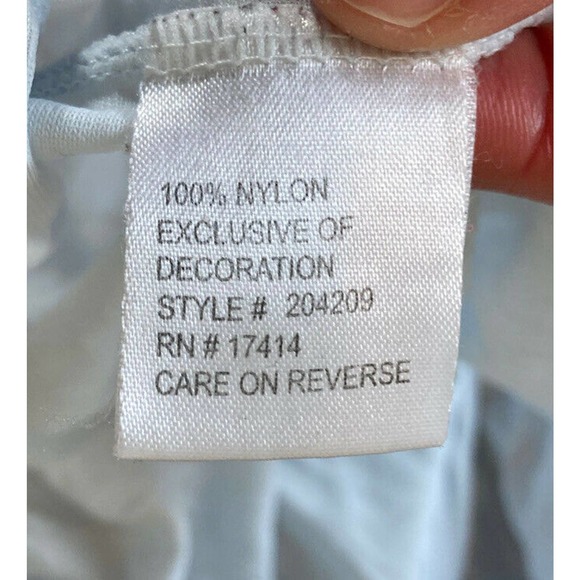 100% NYLON
EXCLUSIVE OF
DECORATION
STYLE # 204209
RN # 17414
CARE ON REVERSE